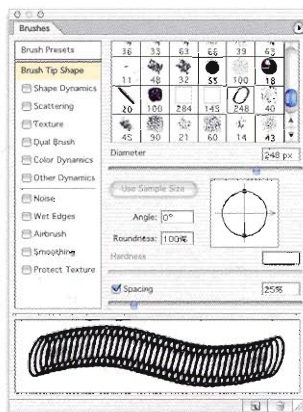 Brushes
Brush Presets
Brush Tip Shape
Shape Dynamics
Scattering
Texture
Dual Brush
Color Dynamics
Other Dynamics
Noise
Wet Edges
Airbrush
Smoothing
Protect Texture
36 33 63 66 39 63
11 48 32 55 100 18
20 108 284 145 248 40
45 90 21 60 14 43
Diameter 248 px
Use Sample Size
Angle: 0°
Roundness: 100%
Hardness
Spacing 25%